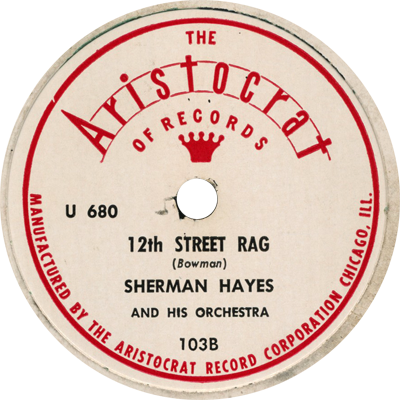 THE
Aristocrat
OF RECORDS
U 680
12th STREET RAG
(Bowman)
SHERMAN HAYES
AND HIS ORCHESTRA
103B
MANUFACTURED BY THE ARISTOCRAT RECORD CORPORATION CHICAGO, ILL.